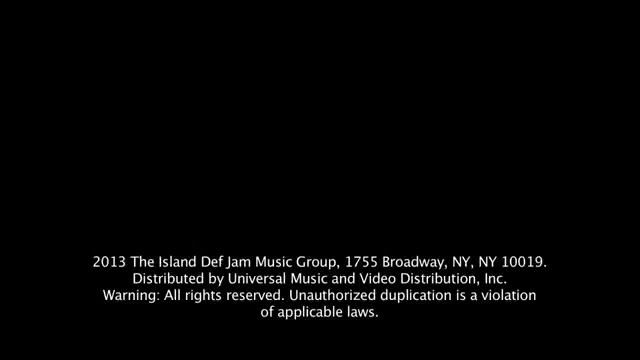 2013 The Island Def Jam Music Group, 1755 Broadway, NY, NY 10019.
Distributed by Universal Music and Video Distribution, Inc.
Warning: All rights reserved. Unauthorized duplication is a violation
of applicable laws.